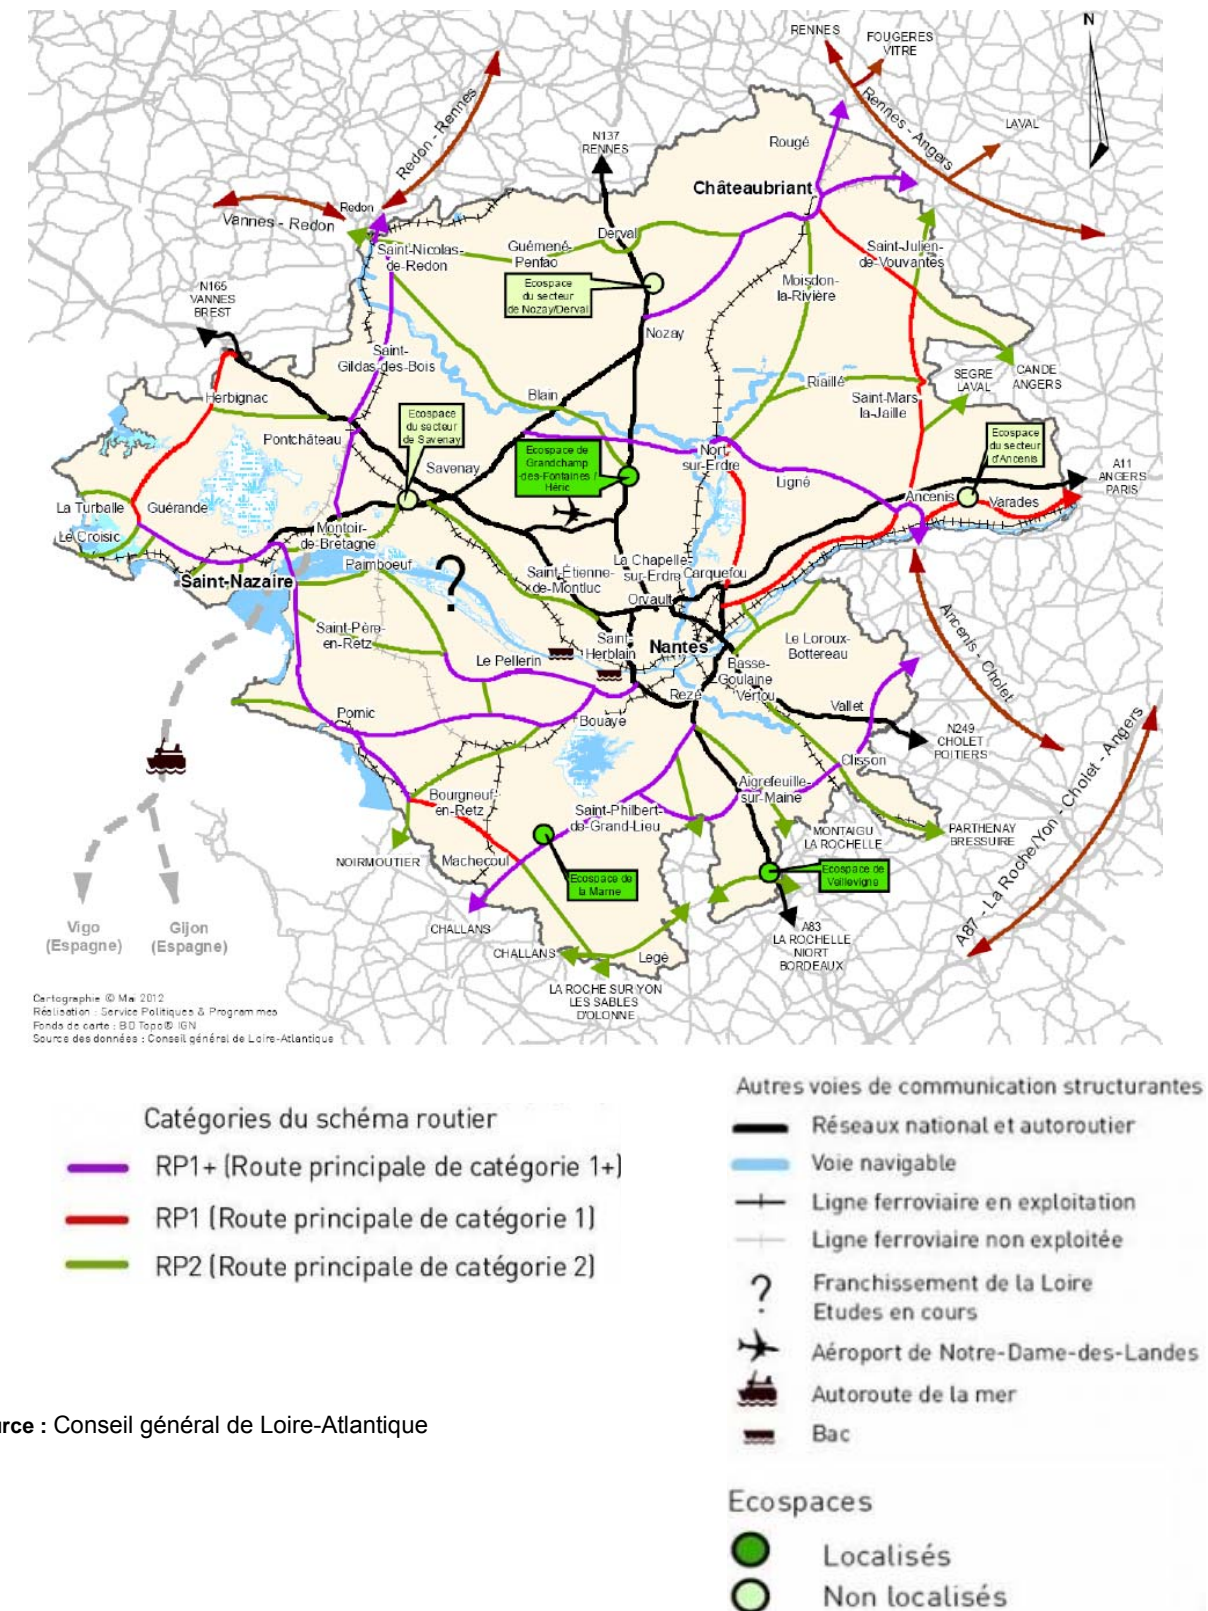 N
RENNES
FOUGERES
VITRE
Rennes - Angers
LAVAL
Redon - Rennes
N137
RENNES
Rougé
Châteaubriant
Vannes - Redon
Redon
Saint-Nicolas-
de-Redon
Guémené-
Penfao
Derval
Saint-Julien-
de-Vouvantes
Ecospace
du secteur
de Nozay/Derval
Moisdon-
la-Rivière
N165
VANNES
BREST
Nozay
Saint-
Gildas-des-Bois
Riaillé
SEGRE
LAVAL
CANDE
ANGERS
Herbignac
Blain
Saint-Mars-
la-Jaille
Ecospace
du secteur
de Savenay
Pontchâteau
Savenay
Ecospace de
Grandchamp
-des-Fontaines /
Héric
Nort
sur-Erdre
Ecospace
du secteur
d'Ancenis
A11
ANGERS
PARIS
Ligné
Ancenis
Varades
La Turballe
Guérande
Le Croisic
Montoir-
de-Bretagne
Saint-Nazaire
Paimboeuf
?
Saint-Étienne-
de-Montluc
La Chapelle-
sur-Erdre
Carquefou
Orvault
Saint-
Herblain
Nantes
Le Loroux-
Bottereau
Ancenis - Cholet
Saint-Père-
en-Retz
Le Pellerin
Basse-
Goulaine
Vertou
Rezé
Vallet
Pornic
Bouaye
N249
CHOLET
POITIERS
Clisson
Bourgneuf-
en-Retz
Aigrefeuille-
sur-Maine
Saint-Philbert-
de-Grand-Lieu
A87 - La Roche/Yon - Cholet - Angers
NOIRMOUTIER
Machecoul
MONTAIGU
LA ROCHELLE
PARTHENAY
BRESSUIRE
Ecospace de
la Marne
Ecospace de
Vieillevigne
Vigo
(Espagne)
Gijon
(Espagne)
CHALLANS
CHALLANS
Legé
A83
LA ROCHELLE
NIORT
BORDEAUX
LA ROCHE SUR YON
LES SABLES
D'OLONNE
Cartographie © Mai 2012
Réalisation : Service Politiques & Programmes
Fonds de carte : BD Topo® IGN
Source des données : Conseil général de Loire-Atlantique
Catégories du schéma routier
RP1+ (Route principale de catégorie 1+)
RP1 (Route principale de catégorie 1)
RP2 (Route principale de catégorie 2)
Autres voies de communication structurantes
Réseaux national et autoroutier
Voie navigable
Ligne ferroviaire en exploitation
Ligne ferroviaire non exploitée
? Franchissement de la Loire
Etudes en cours
Aéroport de Notre-Dame-des-Landes
Autoroute de la mer
Bac
urce : Conseil général de Loire-Atlantique
Ecospaces
Localisés
Non localisés